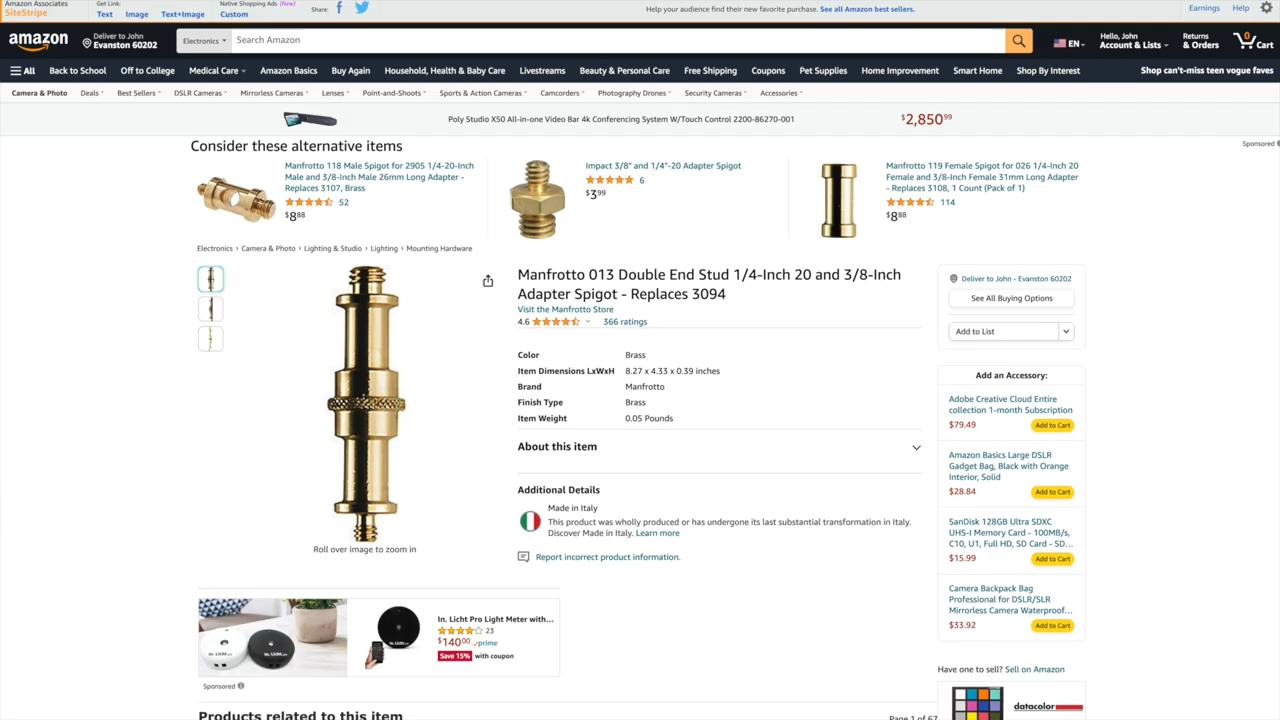 Amazon Associates
SiteStripe
Get Link:
Text Image Text+Image
Native Shopping Ads (New)
Custom
Share:
Help your audience find their new favorite purchase. See all Amazon best sellers.
Earnings Help
amazon
Deliver to John
Evanston 60202
Electronics
Search Amazon
EN
Hello, John
Account & Lists
Returns
& Orders
0
Cart
All Back to School Off to College Medical Care Amazon Basics Buy Again Household, Health & Baby Care Livestreams Beauty & Personal Care Free Shipping Coupons Pet Supplies Home Improvement Smart Home Shop By Interest Shop can't-miss teen vogue faves
Camera & Photo Deals Best Sellers DSLR Cameras Mirrorless Cameras Lenses Point-and-Shoots Sports & Action Cameras Camcorders Photography Drones Security Cameras Accessories
Poly Studio X50 All-in-one Video Bar 4k Conferencing System W/Touch Control 2200-86270-001 $2,850.99
Sponsored
Consider these alternative items
Manfrotto 118 Male Spigot for 2905 1/4-20-Inch
Male and 3/8-Inch Male 26mm Long Adapter -
Replaces 3107, Brass
52
$8.88
Impact 3/8" and 1/4"-20 Adapter Spigot
6
$3.99
Manfrotto 119 Female Spigot for 026 1/4-Inch 20
Female and 3/8-Inch Female 31mm Long Adapter
- Replaces 3108, 1 Count (Pack of 1)
114
$8.88
Electronics › Camera & Photo › Lighting & Studio › Lighting › Mounting Hardware
Roll over image to zoom in
Manfrotto 013 Double End Stud 1/4-Inch 20 and 3/8-Inch
Adapter Spigot - Replaces 3094
Visit the Manfrotto Store
4.6 366 ratings
Color Brass
Item Dimensions LxWxH 8.27 x 4.33 x 0.39 inches
Brand Manfrotto
Finish Type Brass
Item Weight 0.05 Pounds
About this item
Additional Details
Made in Italy
This product was wholly produced or has undergone its last substantial transformation in Italy.
Discover Made in Italy. Learn more
Report incorrect product information.
Deliver to John - Evanston 60202
See All Buying Options
Add to List
Add an Accessory:
Adobe Creative Cloud Entire
collection 1-month Subscription
$79.49 Add to Cart
Amazon Basics Large DSLR
Gadget Bag, Black with Orange
Interior, Solid
$28.84 Add to Cart
SanDisk 128GB Ultra SDXC
UHS-I Memory Card - 100MB/s,
C10, U1, Full HD, SD Card - SD...
$15.99 Add to Cart
Camera Backpack Bag
Professional for DSLR/SLR
Mirrorless Camera Waterproof...
$33.92 Add to Cart
Have one to sell? Sell on Amazon
datacolor
In. Licht Pro Light Meter with...
23
$140.00 prime
Save 15% with coupon
Sponsored
Products related to this item
Page 1 of 67